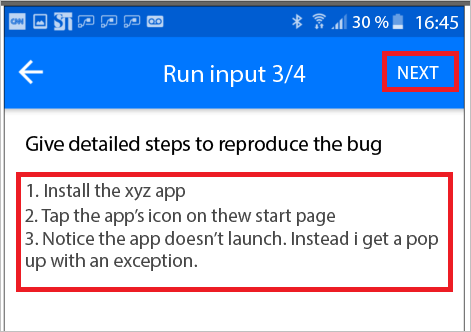 CNN ST 30 % 16:45
Run input 3/4 NEXT
Give detailed steps to reproduce the bug
1. Install the xyz app
2. Tap the app’s icon on thew start page
3. Notice the app doesn’t launch. Instead i get a pop
up with an exception.